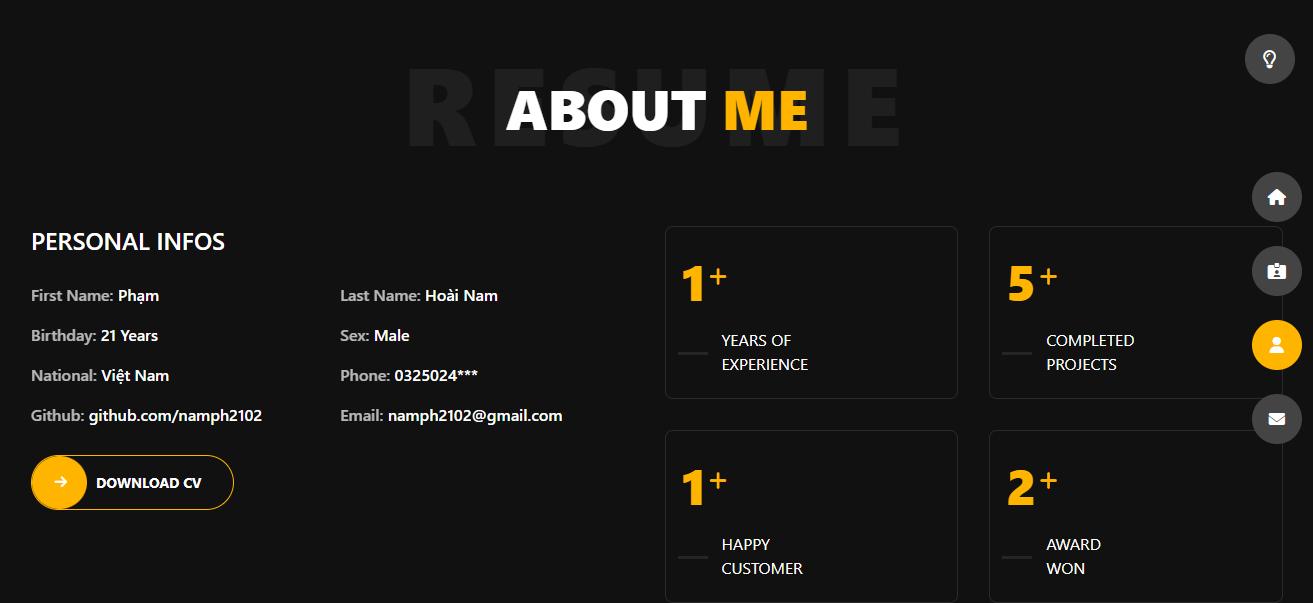 RESUME
ABOUT ME
PERSONAL INFOS
First Name: Phạm
Last Name: Hoài Nam
Birthday: 21 Years
Sex: Male
National: Việt Nam
Phone: 0325024***
Github: github.com/namph2102
Email: namph2102@gmail.com
DOWNLOAD CV
1+
YEARS OF
EXPERIENCE
5+
COMPLETED
PROJECTS
1+
HAPPY
CUSTOMER
2+
AWARD
WON